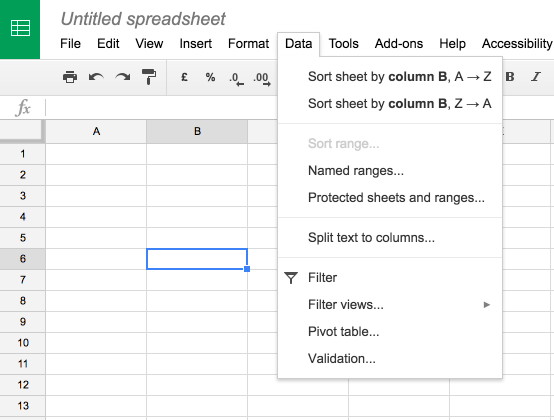 Untitled spreadsheet
File Edit View Insert Format Data Tools Add-ons Help Accessibility
£ % .0 .00 B I
fx
A B
Sort sheet by column B, A → Z
Sort sheet by column B, Z → A
Sort range...
Named ranges...
Protected sheets and ranges...
Split text to columns...
Filter
Filter views...
Pivot table...
Validation...
1
2
3
4
5
6
7
8
9
10
11
12
13